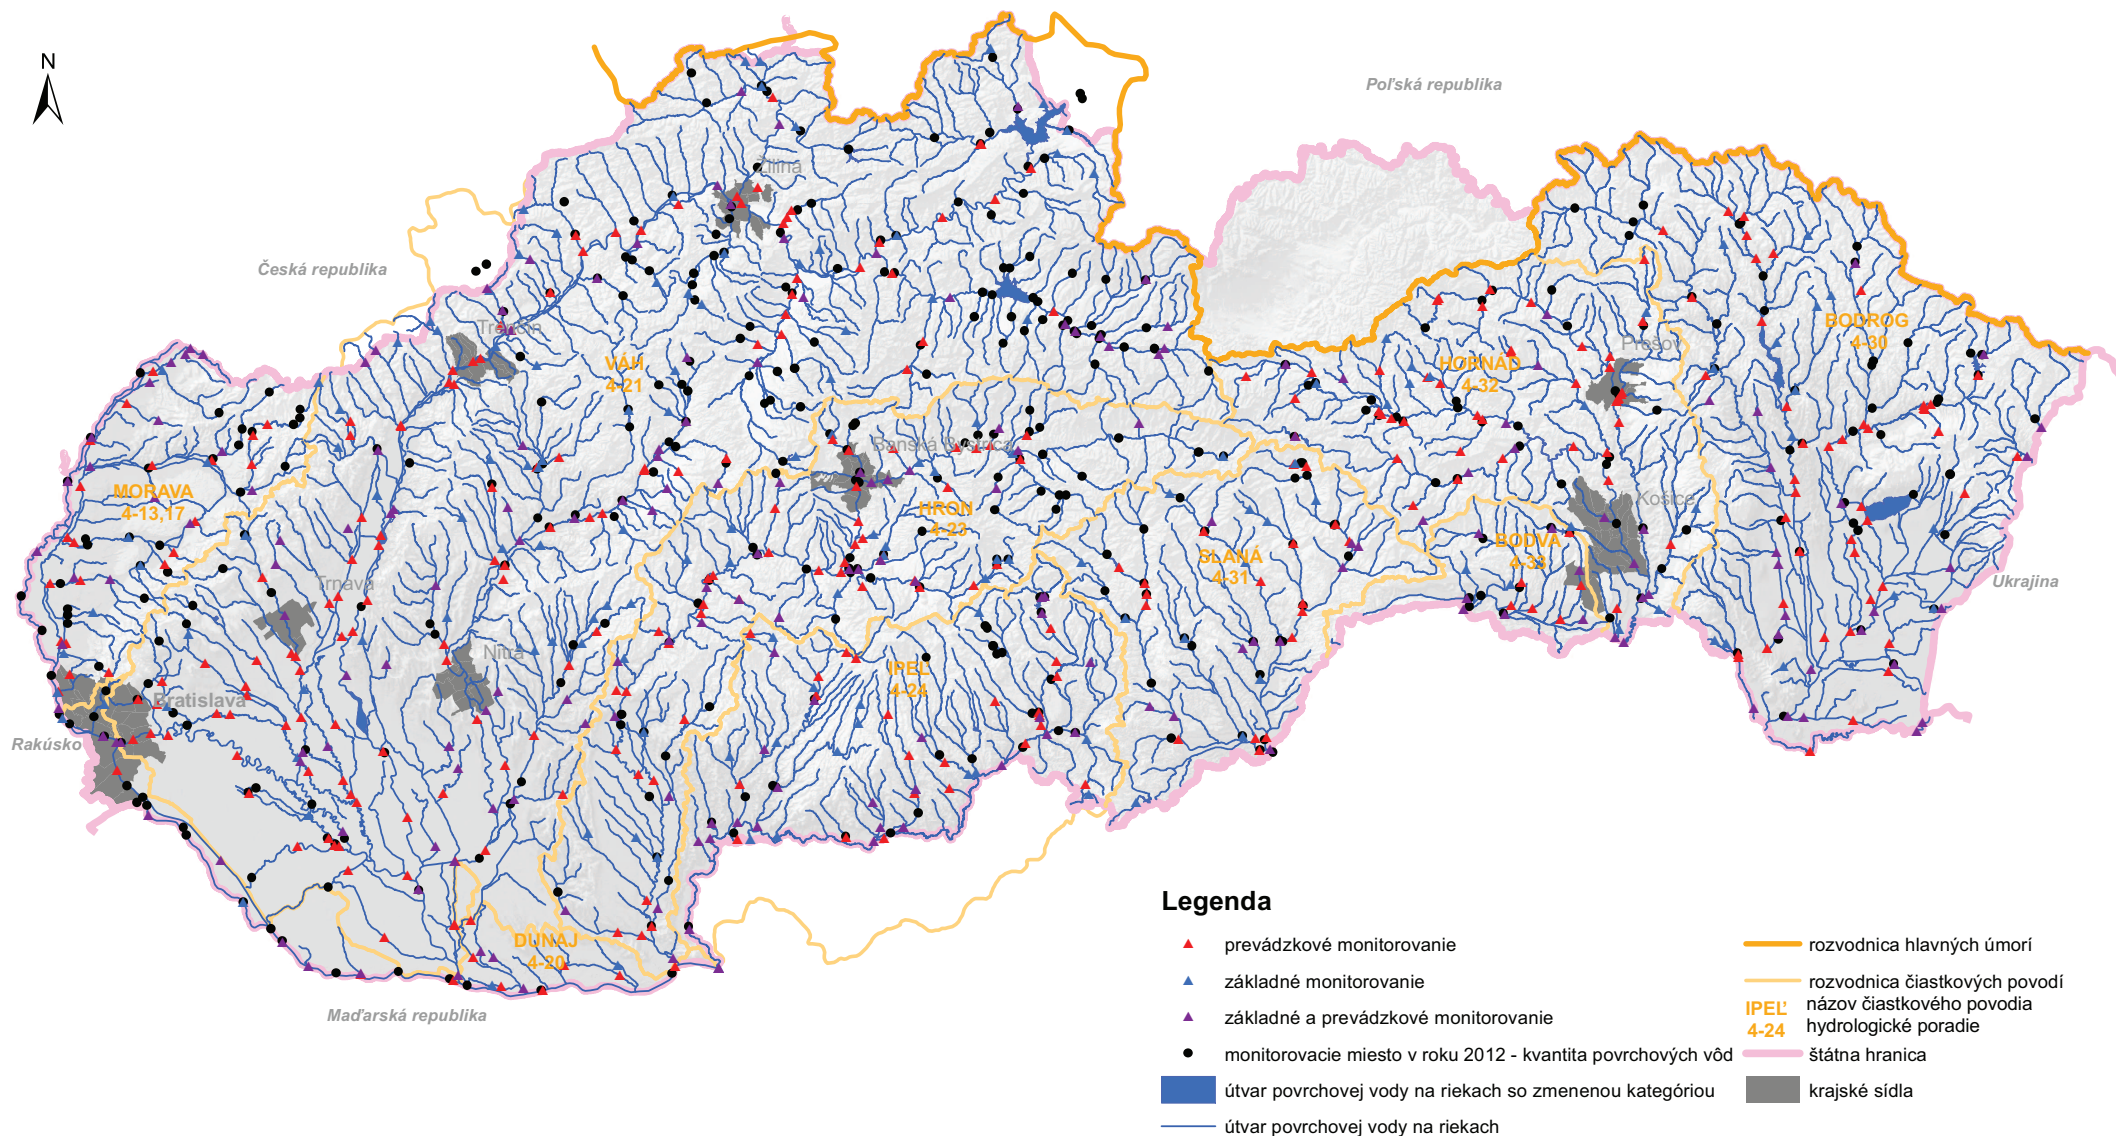 N
Poľská republika
Žilina
Česká republika
Trenčín
VÁH
4-21
BODROG
4-30
Prešov
HORNÁD
4-32
Banská Bystrica
MORAVA
4-13,17
HRON
4-23
Košice
BODVA
4-33
SLANÁ
4-31
Trnava
Ukrajina
Nitra
IPEĽ
4-24
Bratislava
Rakúsko
DUNAJ
4-20
Maďarská republika
Legenda
prevádzkové monitorovanie
základné monitorovanie
základné a prevádzkové monitorovanie
monitorovacie miesto v roku 2012 - kvantita povrchových vôd
útvar povrchovej vody na riekach so zmenenou kategóriou
útvar povrchovej vody na riekach
rozvodnica hlavných úmorí
rozvodnica čiastkových povodí
IPEĽ názov čiastkového povodia
4-24 hydrologické poradie
štátna hranica
krajské sídla